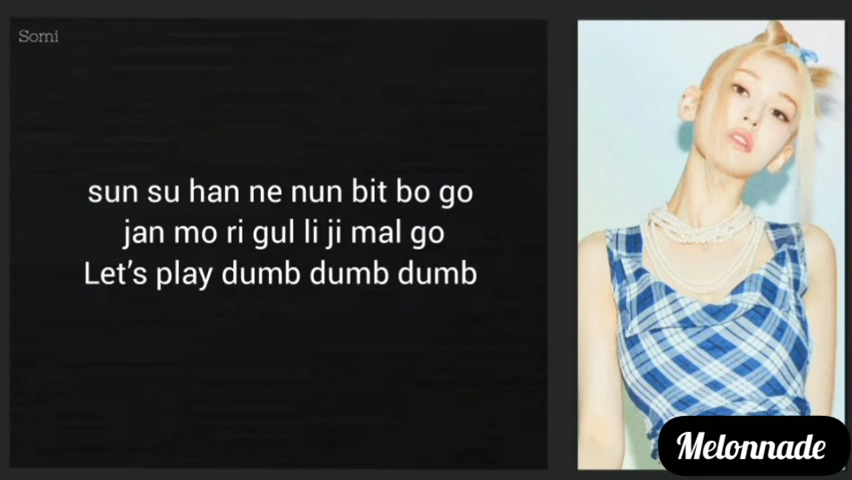 Somi
sun su han ne nun bit bo go
jan mo ri gul li ji mal go
Let's play dumb dumb dumb
Melonnade